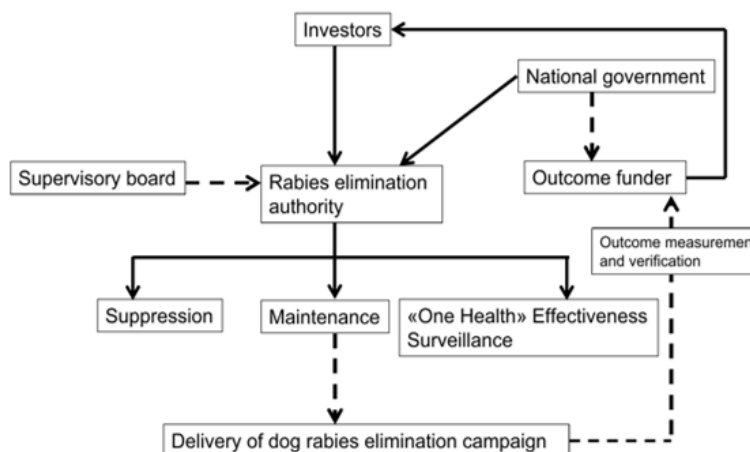 Investors
National government
Supervisory board
Rabies elimination
authority
Outcome funder
Outcome measurement
and verification
Suppression
Maintenance
«One Health» Effectiveness
Surveillance
Delivery of dog rabies elimination campaign